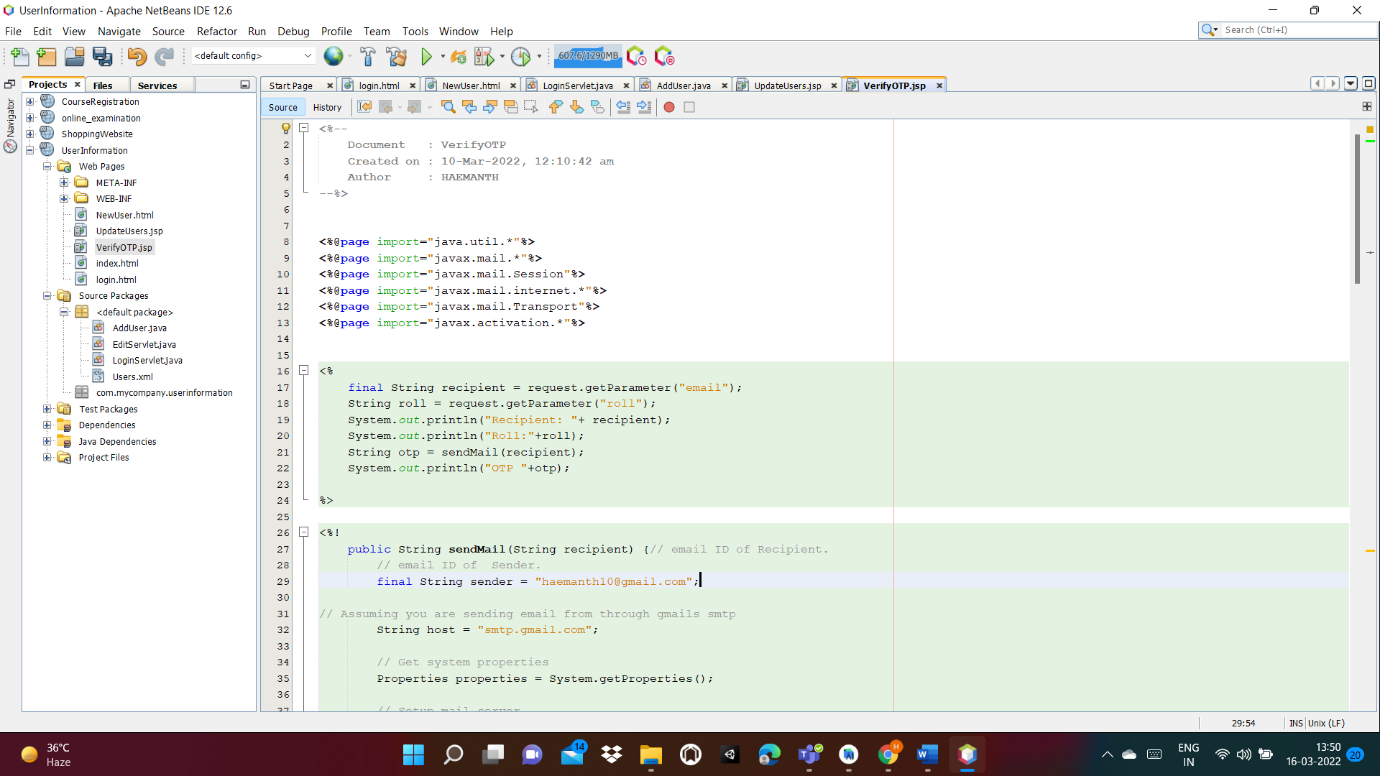 UserInformation - Apache NetBeans IDE 12.6
File Edit View Navigate Source Refactor Run Debug Profile Team Tools Window Help
Search (Ctrl+I)
<default config>
607.6/1290MB
Projects Files Services
Navigator
CourseRegistration
online_examination
ShoppingWebsite
UserInformation
Web Pages
META-INF
WEB-INF
NewUser.html
UpdateUsers.jsp
VerifyOTP.jsp
index.html
login.html
Source Packages
<default package>
AddUser.java
EditServlet.java
LoginServlet.java
Users.xml
com.mycompany.userinformation
Test Packages
Dependencies
Java Dependencies
Project Files
Start Page login.html NewUser.html LoginServlet.java AddUser.java UpdateUsers.jsp VerifyOTP.jsp
Source History
<%--
2 Document : VerifyOTP
3 Created on : 10-Mar-2022, 12:10:42 am
4 Author : HAEMANTH
5 --%>
6
7
8 <%@page import="java.util.*"%>
9 <%@page import="javax.mail.*"%>
10 <%@page import="javax.mail.Session"%>
11 <%@page import="javax.mail.internet.*"%>
12 <%@page import="javax.mail.Transport"%>
13 <%@page import="javax.activation.*"%>
14
15
16 <%
17 final String recipient = request.getParameter("email");
18 String roll = request.getParameter("roll");
19 System.out.println("Recipient: "+ recipient);
20 System.out.println("Roll:"+roll);
21 String otp = sendMail(recipient);
22 System.out.println("OTP "+otp);
23
24 %>
25
26 <%!
27 public String sendMail(String recipient) {// email ID of Recipient.
28 // email ID of  Sender.
29 final String sender = "haemanth10@gmail.com";
30
31 // Assuming you are sending email from through gmails smtp
32 String host = "smtp.gmail.com";
33
34 // Get system properties
35 Properties properties = System.getProperties();
36
37 // Setup mail server
29:54 INS Unix (LF)
36°C
Haze
14
ENG
IN
13:50
16-03-2022
20